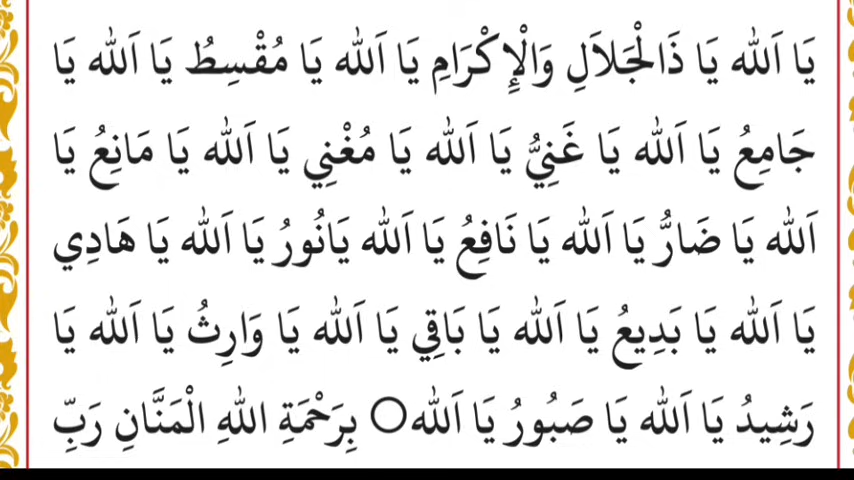 يَا اَللّٰه يَا ذَالْجَلاَلِ وَالْإِكْرَامِ يَا اَللّٰه يَا مُقْسِطُ يَا اَللّٰه يَا
جَامِعُ يَا اَللّٰه يَا غَنِيُّ يَا اَللّٰه يَا مُغْنِي يَا اَللّٰه يَا مَانِعُ يَا
اَللّٰه يَا ضَارُّ يَا اَللّٰه يَا نَافِعُ يَا اَللّٰه يَانُورُ يَا اَللّٰه يَا هَادِي
يَا اَللّٰه يَا بَدِيعُ يَا اَللّٰه يَا بَاقِي يَا اَللّٰه يَا وَارِثُ يَا اَللّٰه يَا
رَشِيدُ يَا اَللّٰه يَا صَبُورُ يَا اَللّٰه○ بِرَحْمَةِ اللّٰهِ الْمَنَّانِ رَبِّ